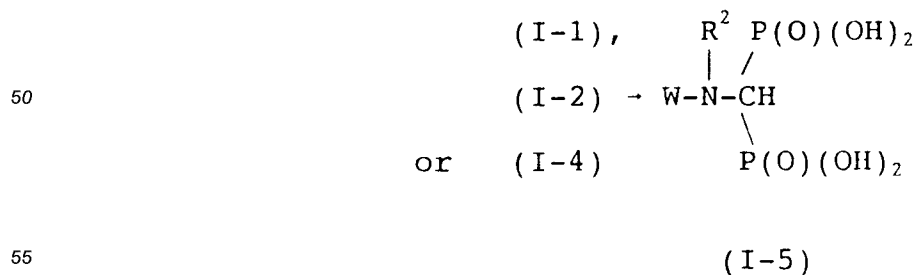 (I-1), R² P(O)(OH)₂
50 (I-2) → W-N-CH
or (I-4) P(O)(OH)₂
55 (I-5)